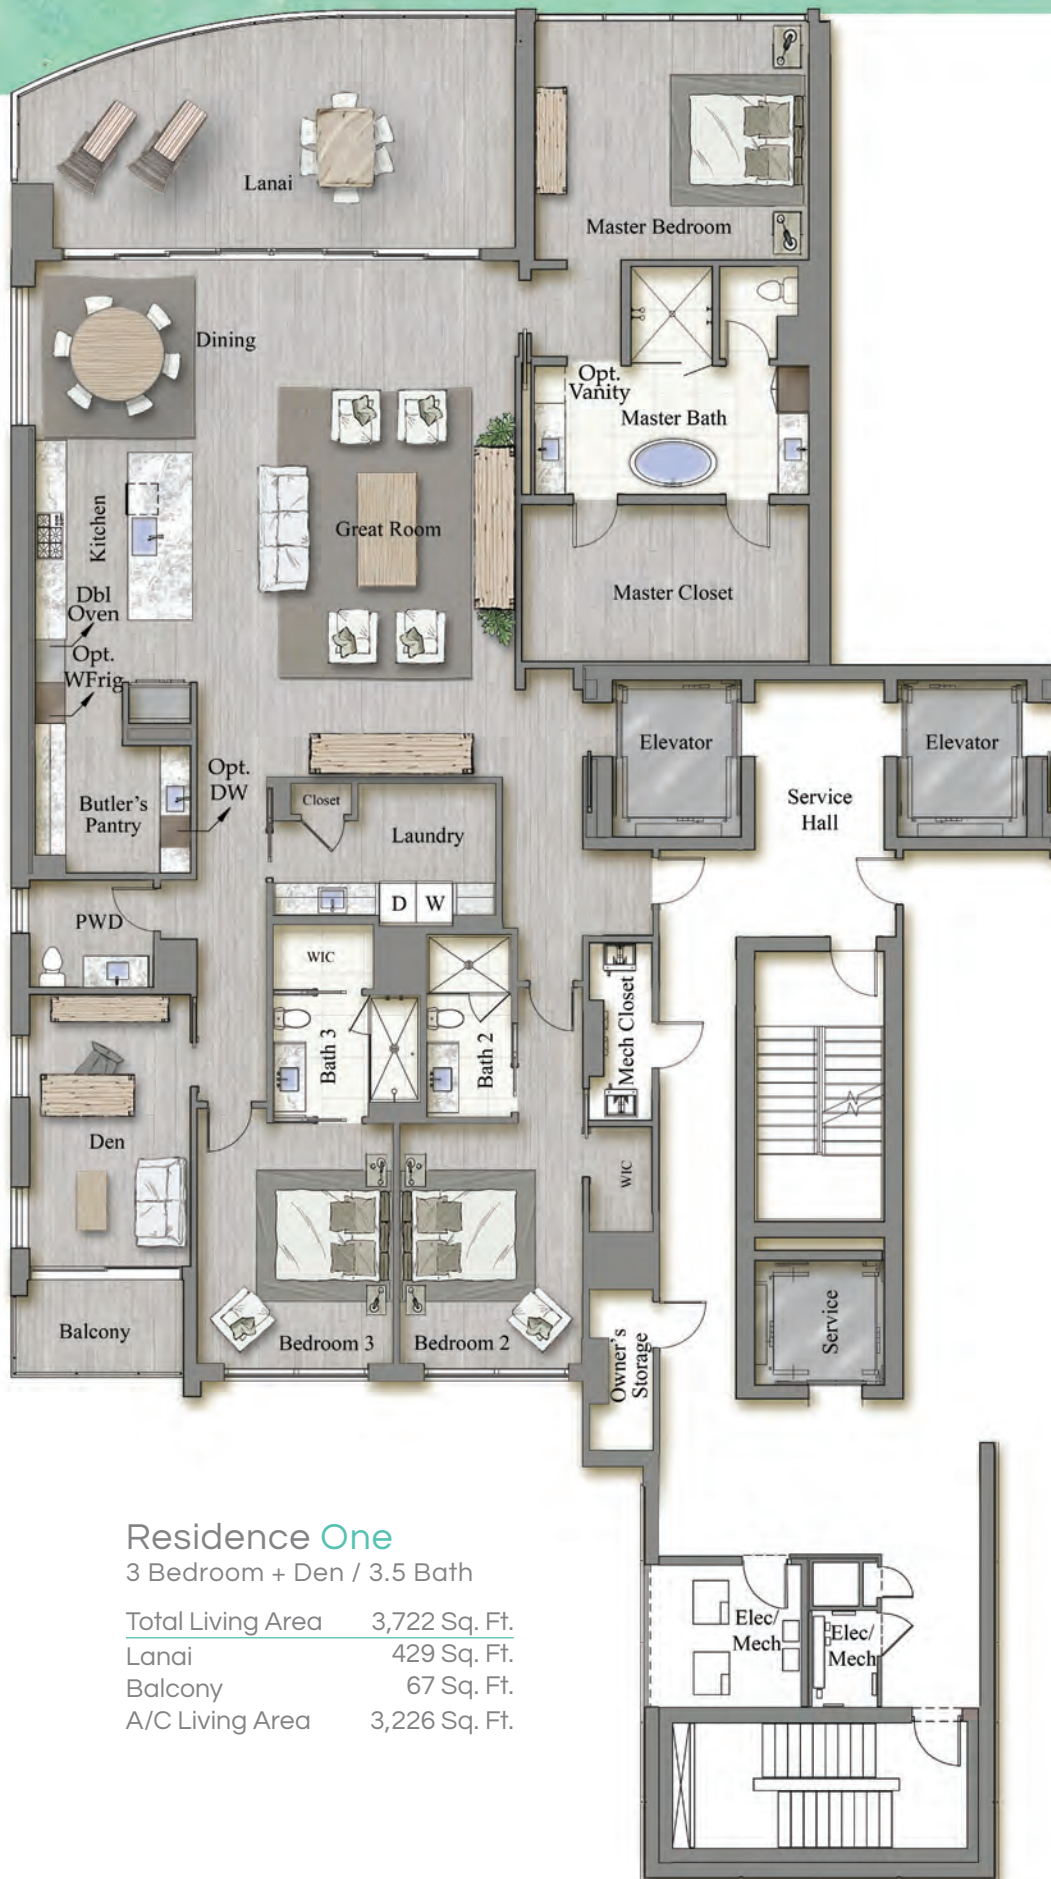 Lanai
Master Bedroom
Dining
Opt.
Vanity
Master Bath
Kitchen
Great Room
Dbl
Oven
Master Closet
Opt.
WFrig
Elevator
Elevator
Opt.
DW
Service
Hall
Closet
Butler's
Pantry
Laundry
D W
PWD
WIC
Mech Closet
Bath 3
Bath 2
Den
WIC
Balcony
Bedroom 3
Bedroom 2
Owner's
Storage
Service
Residence One
3 Bedroom + Den / 3.5 Bath
Total Living Area 3,722 Sq. Ft.
Lanai 429 Sq. Ft.
Balcony 67 Sq. Ft.
A/C Living Area 3,226 Sq. Ft.
Elec/
Mech
Elec/
Mech